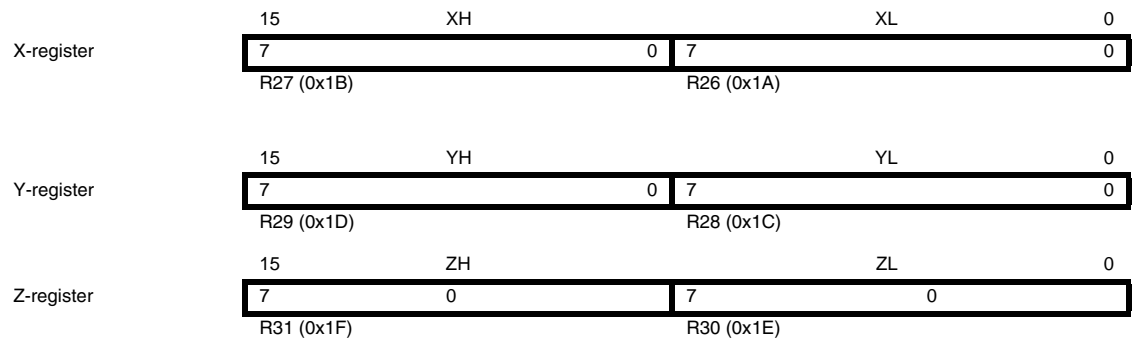 15 XH XL 0
X-register 7 0 7 0
R27 (0x1B) R26 (0x1A)
15 YH YL 0
Y-register 7 0 7 0
R29 (0x1D) R28 (0x1C)
15 ZH ZL 0
Z-register 7 0 7 0
R31 (0x1F) R30 (0x1E)